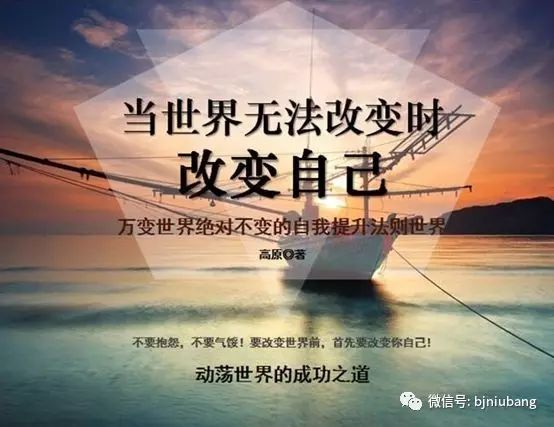 当世界无法改变时
改变自己
万变世界绝对不变的自我提升法则世界
高原◎著
不要抱怨，不要气馁！要改变世界前，首先要改变你自己！
动荡世界的成功之道
微信号: bjniubang